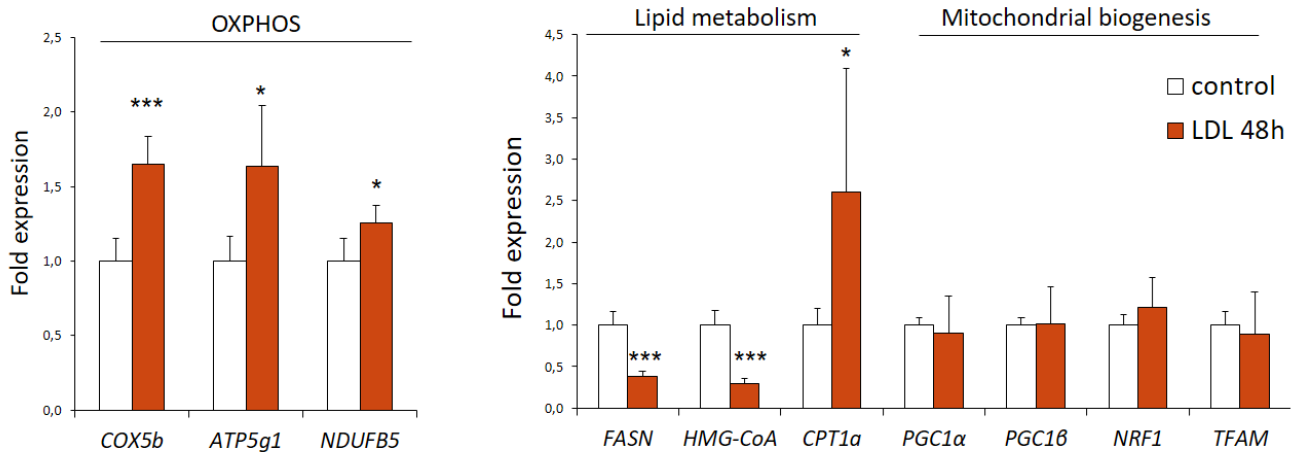 OXPHOS
Fold expression
2,5
2,0
1,5
1,0
0,5
0,0
***
*
*
COX5b
ATP5g1
NDUFB5
Lipid metabolism
Mitochondrial biogenesis
Fold expression
4,5
4,0
3,5
3,0
2,5
2,0
1,5
1,0
0,5
0,0
***
***
*
control
LDL 48h
FASN
HMG-CoA
CPT1a
PGC1α
PGC1β
NRF1
TFAM